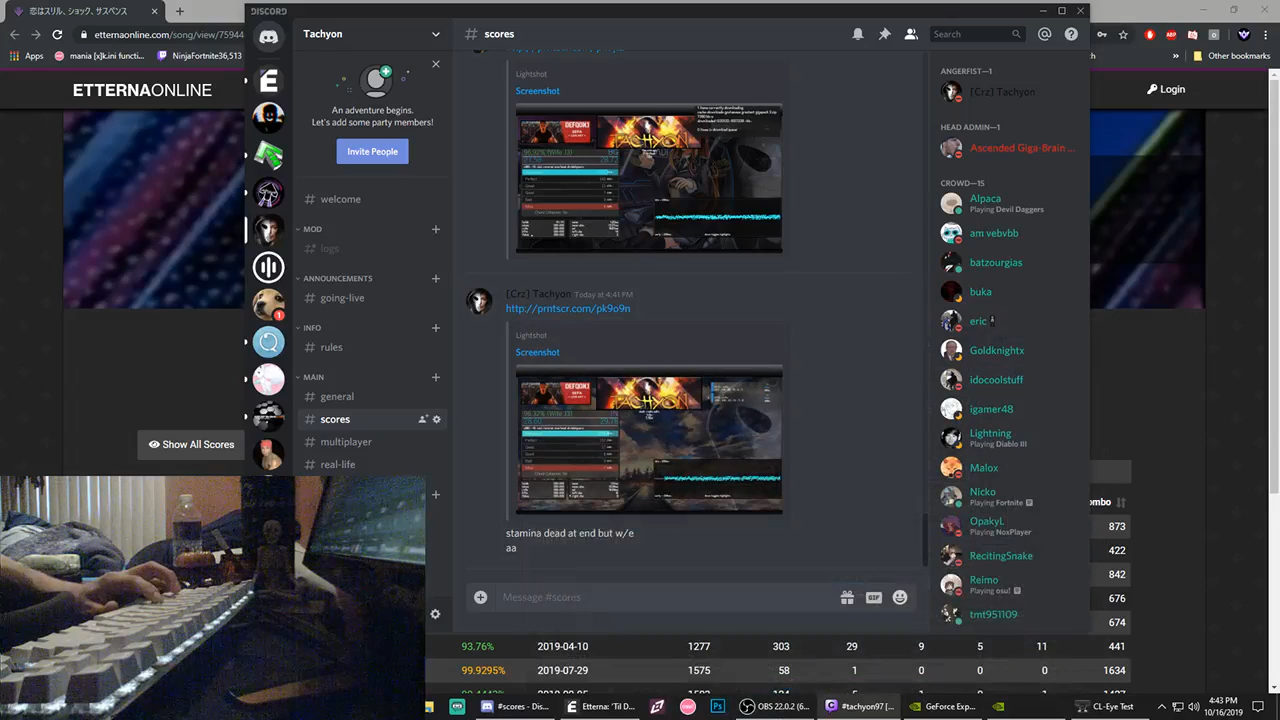 恋はスリル、ショック、サスペンス
DISCORD
etternaonline.com/song/view/75944
Apps
mania [x]k[uni func...
NinjaFortnite36,513
Other bookmarks
ETTERNAONLINE
Login
Show All Scores
Tachyon
An adventure begins.
Let's add some party members!
Invite People
# welcome
MOD
# logs
ANNOUNCEMENTS
# going-live
INFO
# rules
MAIN
# general
# scores
# multiplayer
# real-life
# scores
Search
Lightshot
Screenshot
TACHYON
[Crz] Tachyon Today at 4:41 PM
http://prntscr.com/pk9o9n
Lightshot
Screenshot
DEFQON.1
TACHYON
stamina dead at end but w/e
aa
Message #scores
GIF
ANGERFIST—1
[Crz] Tachyon
HEAD ADMIN—1
Ascended Giga-Brain ...
CROWD—15
Alpaca
Playing Devil Daggers
am vebvbb
batzourgias
buka
eric
Goldknightx
idocoolstuff
igamer48
Lightning
Playing Diablo III
Malox
Nicko
Playing Fortnite
OpakyL
Playing NoxPlayer
RecitingSnake
Reimo
Playing osu!
tmt951109
ombo
873
422
842
676
674
93.76% 2019-04-10 1277 303 29 9 5 11 441
99.9295% 2019-07-29 1575 58 1 0 0 0 1634
#scores - Dis...
Etterna: 'Til D...
Ps
OBS 22.0.2 (6...
#tachyon97 [...
GeForce Exp...
CL-Eye Test
4:43 PM
10/16/2019